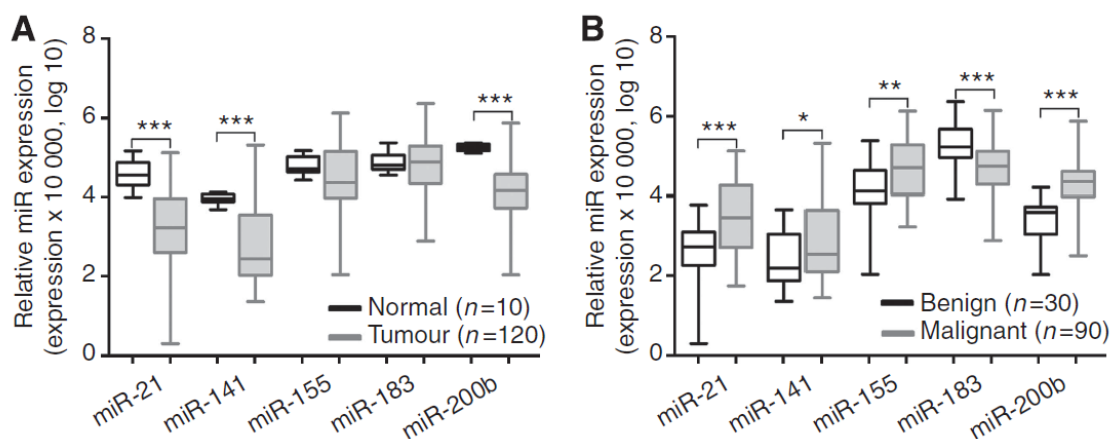 A
Relative miR expression
(expression x 10 000, log 10)
8
6
4
2
0
***
***
***
Normal (n=10)
Tumour (n=120)
miR-21
miR-141
miR-155
miR-183
miR-200b
B
Relative miR expression
(expression x 10 000, log 10)
8
6
4
2
0
***
*
**
***
***
Benign (n=30)
Malignant (n=90)
miR-21
miR-141
miR-155
miR-183
miR-200b